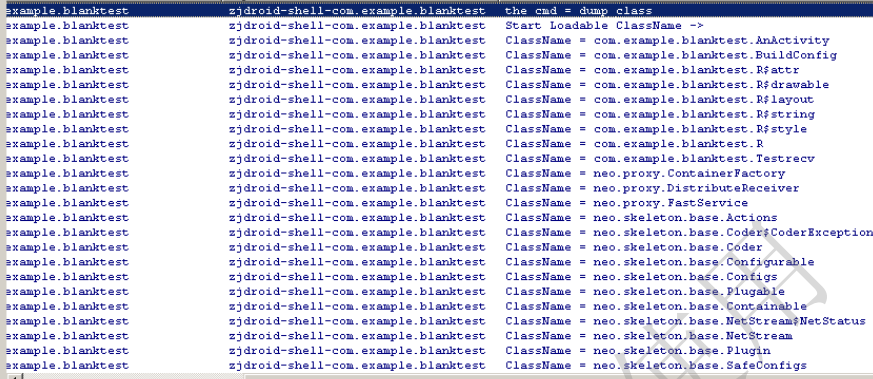 example.blanktest zjdroid-shell-com.example.blanktest the cmd = dump class
example.blanktest zjdroid-shell-com.example.blanktest Start Loadable ClassName ->
example.blanktest zjdroid-shell-com.example.blanktest ClassName = com.example.blanktest.AnActivity
example.blanktest zjdroid-shell-com.example.blanktest ClassName = com.example.blanktest.BuildConfig
example.blanktest zjdroid-shell-com.example.blanktest ClassName = com.example.blanktest.R$attr
example.blanktest zjdroid-shell-com.example.blanktest ClassName = com.example.blanktest.R$drawable
example.blanktest zjdroid-shell-com.example.blanktest ClassName = com.example.blanktest.R$layout
example.blanktest zjdroid-shell-com.example.blanktest ClassName = com.example.blanktest.R$string
example.blanktest zjdroid-shell-com.example.blanktest ClassName = com.example.blanktest.R$style
example.blanktest zjdroid-shell-com.example.blanktest ClassName = com.example.blanktest.R
example.blanktest zjdroid-shell-com.example.blanktest ClassName = com.example.blanktest.Testrecv
example.blanktest zjdroid-shell-com.example.blanktest ClassName = neo.proxy.ContainerFactory
example.blanktest zjdroid-shell-com.example.blanktest ClassName = neo.proxy.DistributeReceiver
example.blanktest zjdroid-shell-com.example.blanktest ClassName = neo.proxy.FastService
example.blanktest zjdroid-shell-com.example.blanktest ClassName = neo.skeleton.base.Actions
example.blanktest zjdroid-shell-com.example.blanktest ClassName = neo.skeleton.base.Coder$CoderException
example.blanktest zjdroid-shell-com.example.blanktest ClassName = neo.skeleton.base.Coder
example.blanktest zjdroid-shell-com.example.blanktest ClassName = neo.skeleton.base.Configurable
example.blanktest zjdroid-shell-com.example.blanktest ClassName = neo.skeleton.base.Configs
example.blanktest zjdroid-shell-com.example.blanktest ClassName = neo.skeleton.base.Plugable
example.blanktest zjdroid-shell-com.example.blanktest ClassName = neo.skeleton.base.Containable
example.blanktest zjdroid-shell-com.example.blanktest ClassName = neo.skeleton.base.NetStream$NetStatus
example.blanktest zjdroid-shell-com.example.blanktest ClassName = neo.skeleton.base.NetStream
example.blanktest zjdroid-shell-com.example.blanktest ClassName = neo.skeleton.base.Plugin
example.blanktest zjdroid-shell-com.example.blanktest ClassName = neo.skeleton.base.SafeConfigs